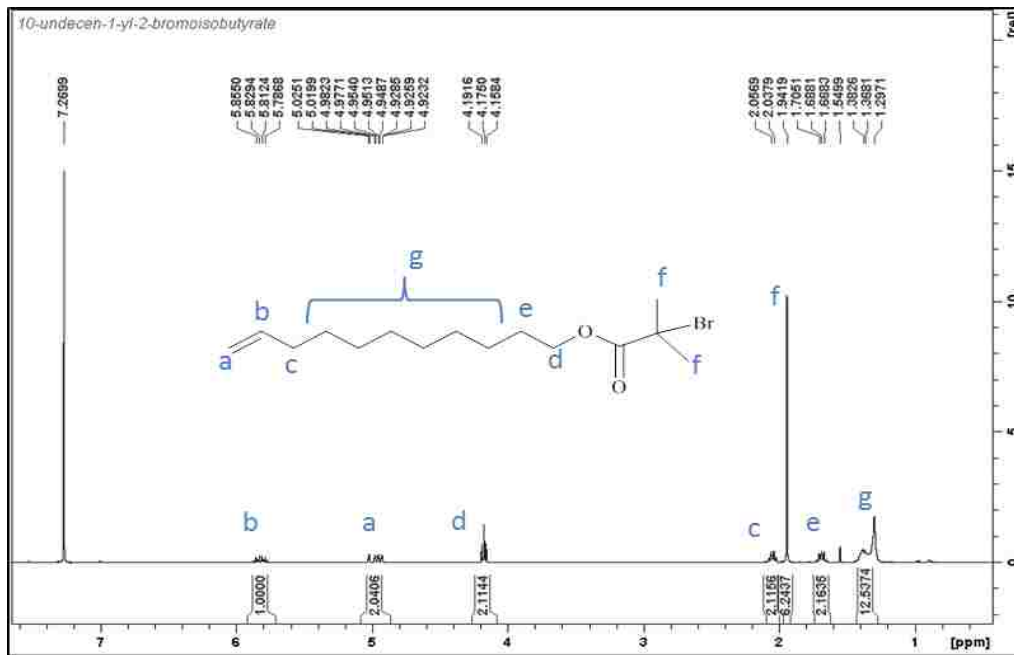 10-undecen-1-yl-2-bromoisobutyrate
[rel]
7.2699
5.8550
5.8294
5.8124
5.7868
5.0251
5.0199
4.9823
4.9771
4.9540
4.9513
4.9487
4.9285
4.9259
4.9232
4.1916
4.1750
4.1584
2.0569
2.0379
1.9419
1.7051
1.6881
1.6683
1.5499
1.3826
1.3681
1.2971
15
10
5
0
g
f
b
e
a
c
d
O
O
Br
f
f
b
a
d
c
e
g
1.0000
2.0406
2.1144
2.1156
6.2437
2.1635
12.5374
7 6 5 4 3 2 1 [ppm]